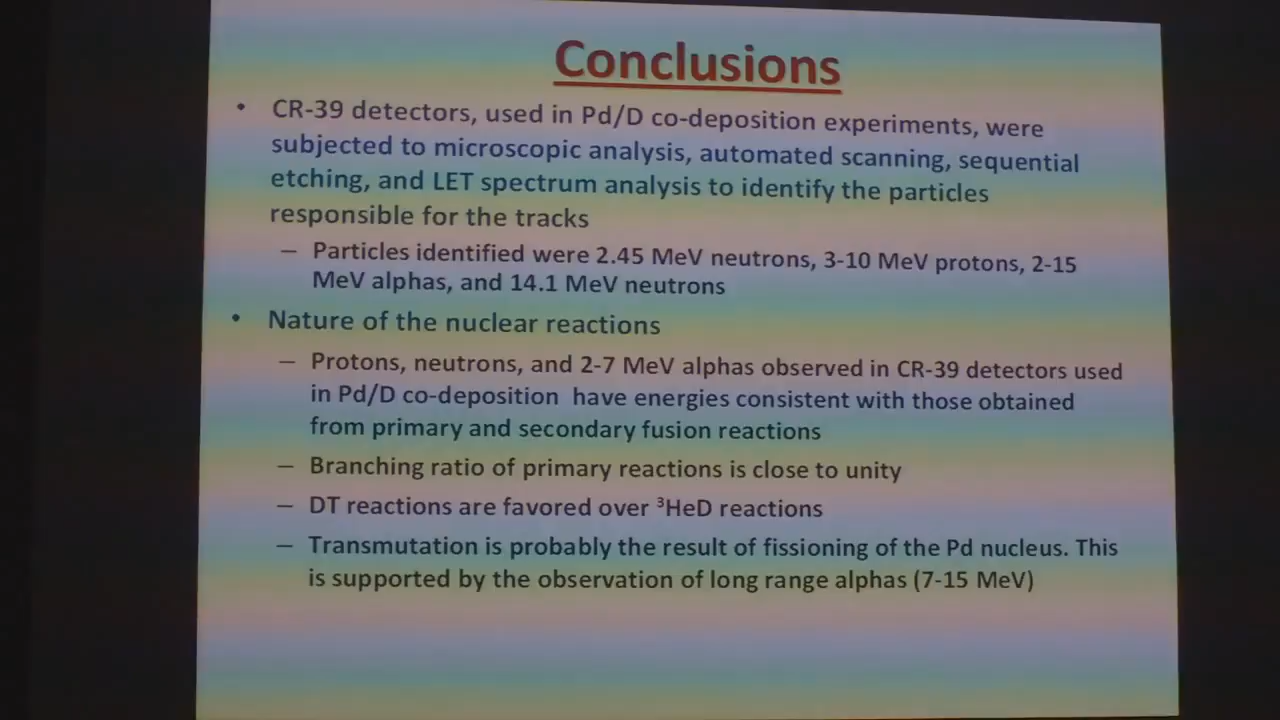 Conclusions
• CR-39 detectors, used in Pd/D co-deposition experiments, were
subjected to microscopic analysis, automated scanning, sequential
etching, and LET spectrum analysis to identify the particles
responsible for the tracks
– Particles identified were 2.45 MeV neutrons, 3-10 MeV protons, 2-15
MeV alphas, and 14.1 MeV neutrons
• Nature of the nuclear reactions
– Protons, neutrons, and 2-7 MeV alphas observed in CR-39 detectors used
in Pd/D co-deposition have energies consistent with those obtained
from primary and secondary fusion reactions
– Branching ratio of primary reactions is close to unity
– DT reactions are favored over ³HeD reactions
– Transmutation is probably the result of fissioning of the Pd nucleus. This
is supported by the observation of long range alphas (7-15 MeV)